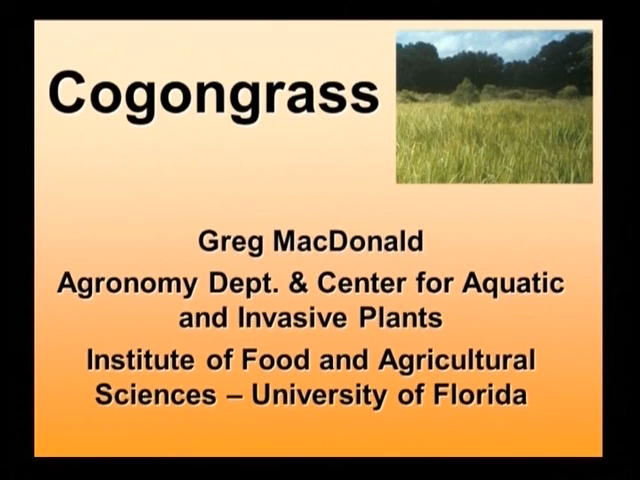 Cogongrass
Greg MacDonald
Agronomy Dept. & Center for Aquatic
and Invasive Plants
Institute of Food and Agricultural
Sciences – University of Florida